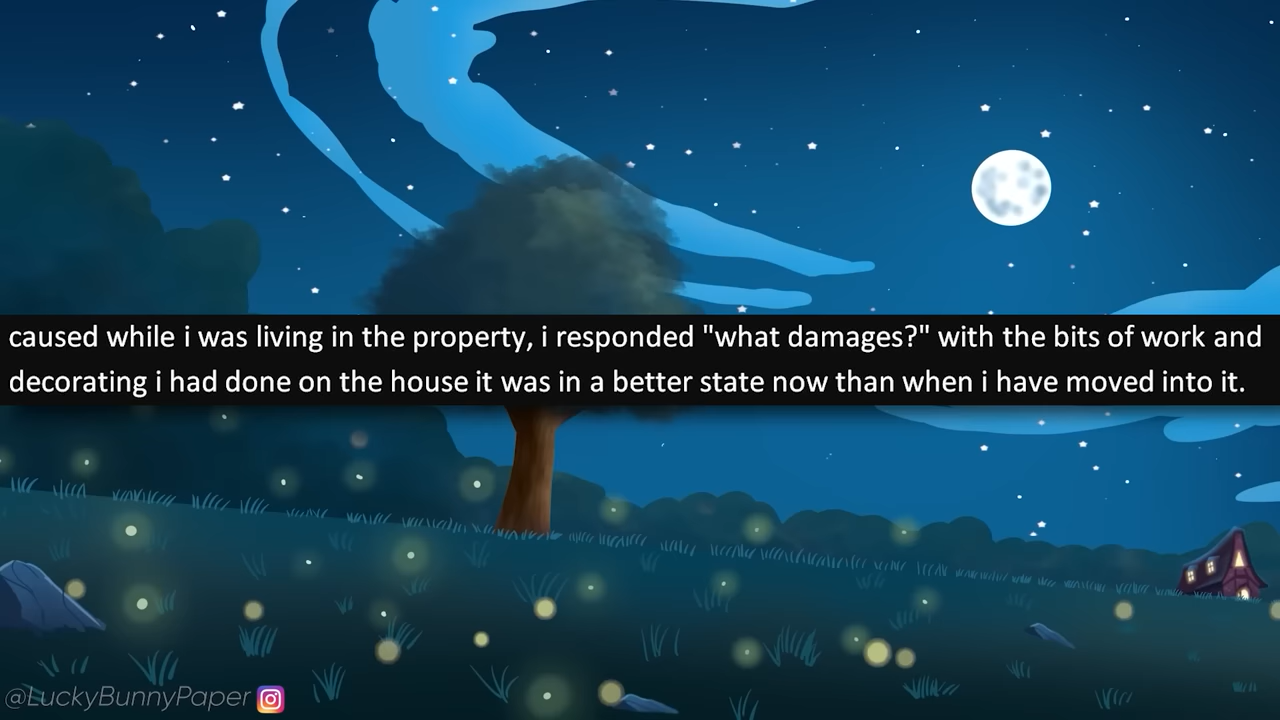 caused while i was living in the property, i responded "what damages?" with the bits of work and
decorating i had done on the house it was in a better state now than when i have moved into it.
@LuckyBunnyPaper